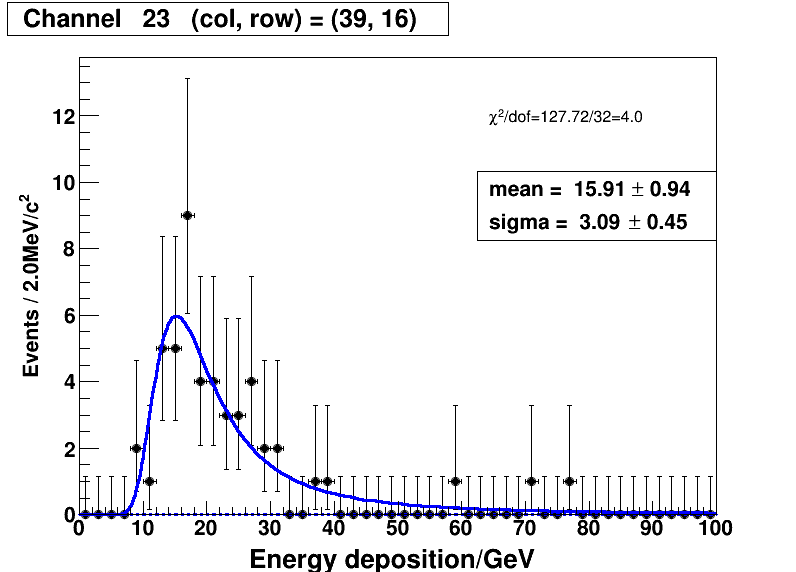 Channel 23 (col, row) = (39, 16)
χ²/dof=127.72/32=4.0
mean = 15.91 ± 0.94
sigma = 3.09 ± 0.45
Events / 2.0MeV/c²
12
10
8
6
4
2
0
0 10 20 30 40 50 60 70 80 90 100
Energy deposition/GeV